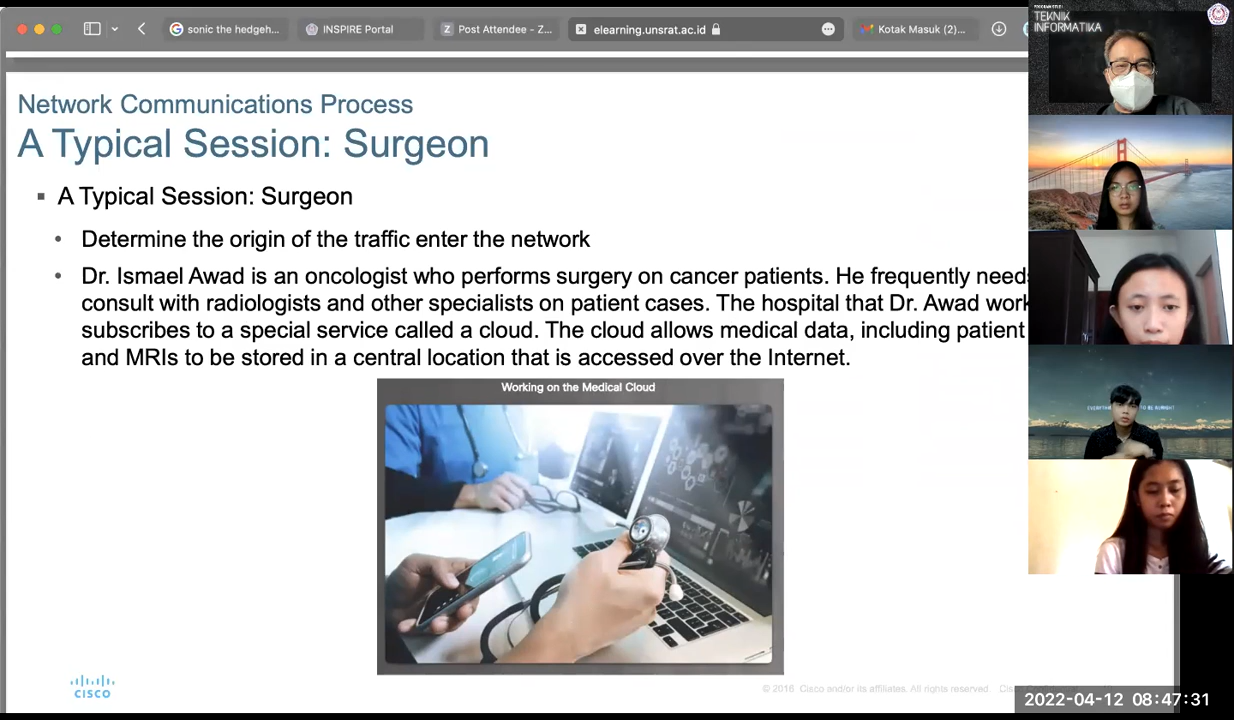 sonic the hedgeh...
INSPIRE Portal
Post Attendee - Z...
elearning.unsrat.ac.id
Kotak Masuk (2)...
TEKNIK
INFORMATIKA
Network Communications Process
A Typical Session: Surgeon
▪ A Typical Session: Surgeon
• Determine the origin of the traffic enter the network
• Dr. Ismael Awad is an oncologist who performs surgery on cancer patients. He frequently needs
consult with radiologists and other specialists on patient cases. The hospital that Dr. Awad work
subscribes to a special service called a cloud. The cloud allows medical data, including patient
and MRIs to be stored in a central location that is accessed over the Internet.
Working on the Medical Cloud
CISCO
© 2016 Cisco and/or its affiliates. All rights reserved.
2022-04-12 08:47:31